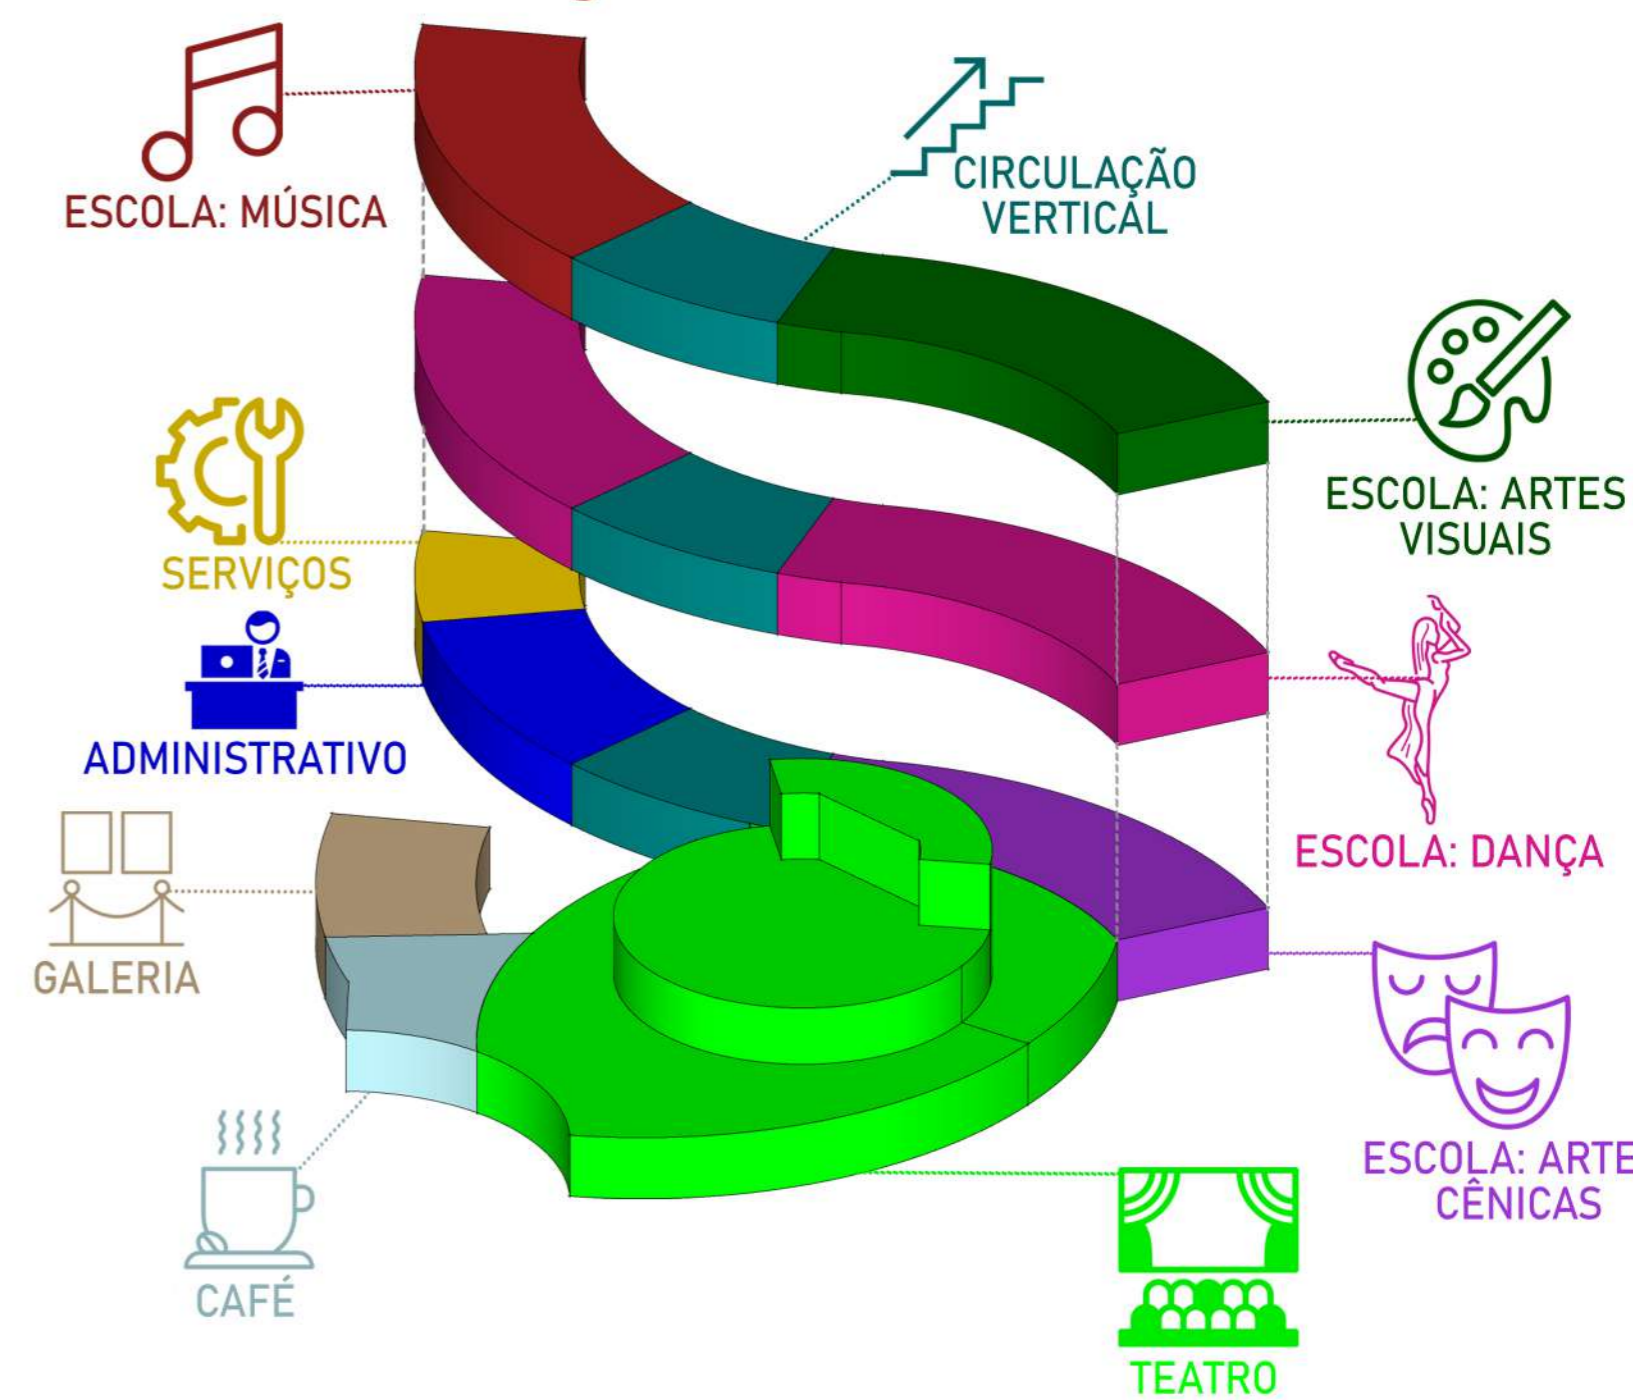 ESCOLA: MÚSICA
CIRCULAÇÃO
VERTICAL
ESCOLA: ARTES
VISUAIS
SERVIÇOS
ADMINISTRATIVO
ESCOLA: DANÇA
GALERIA
ESCOLA: ARTE
CÊNICAS
CAFÉ
TEATRO